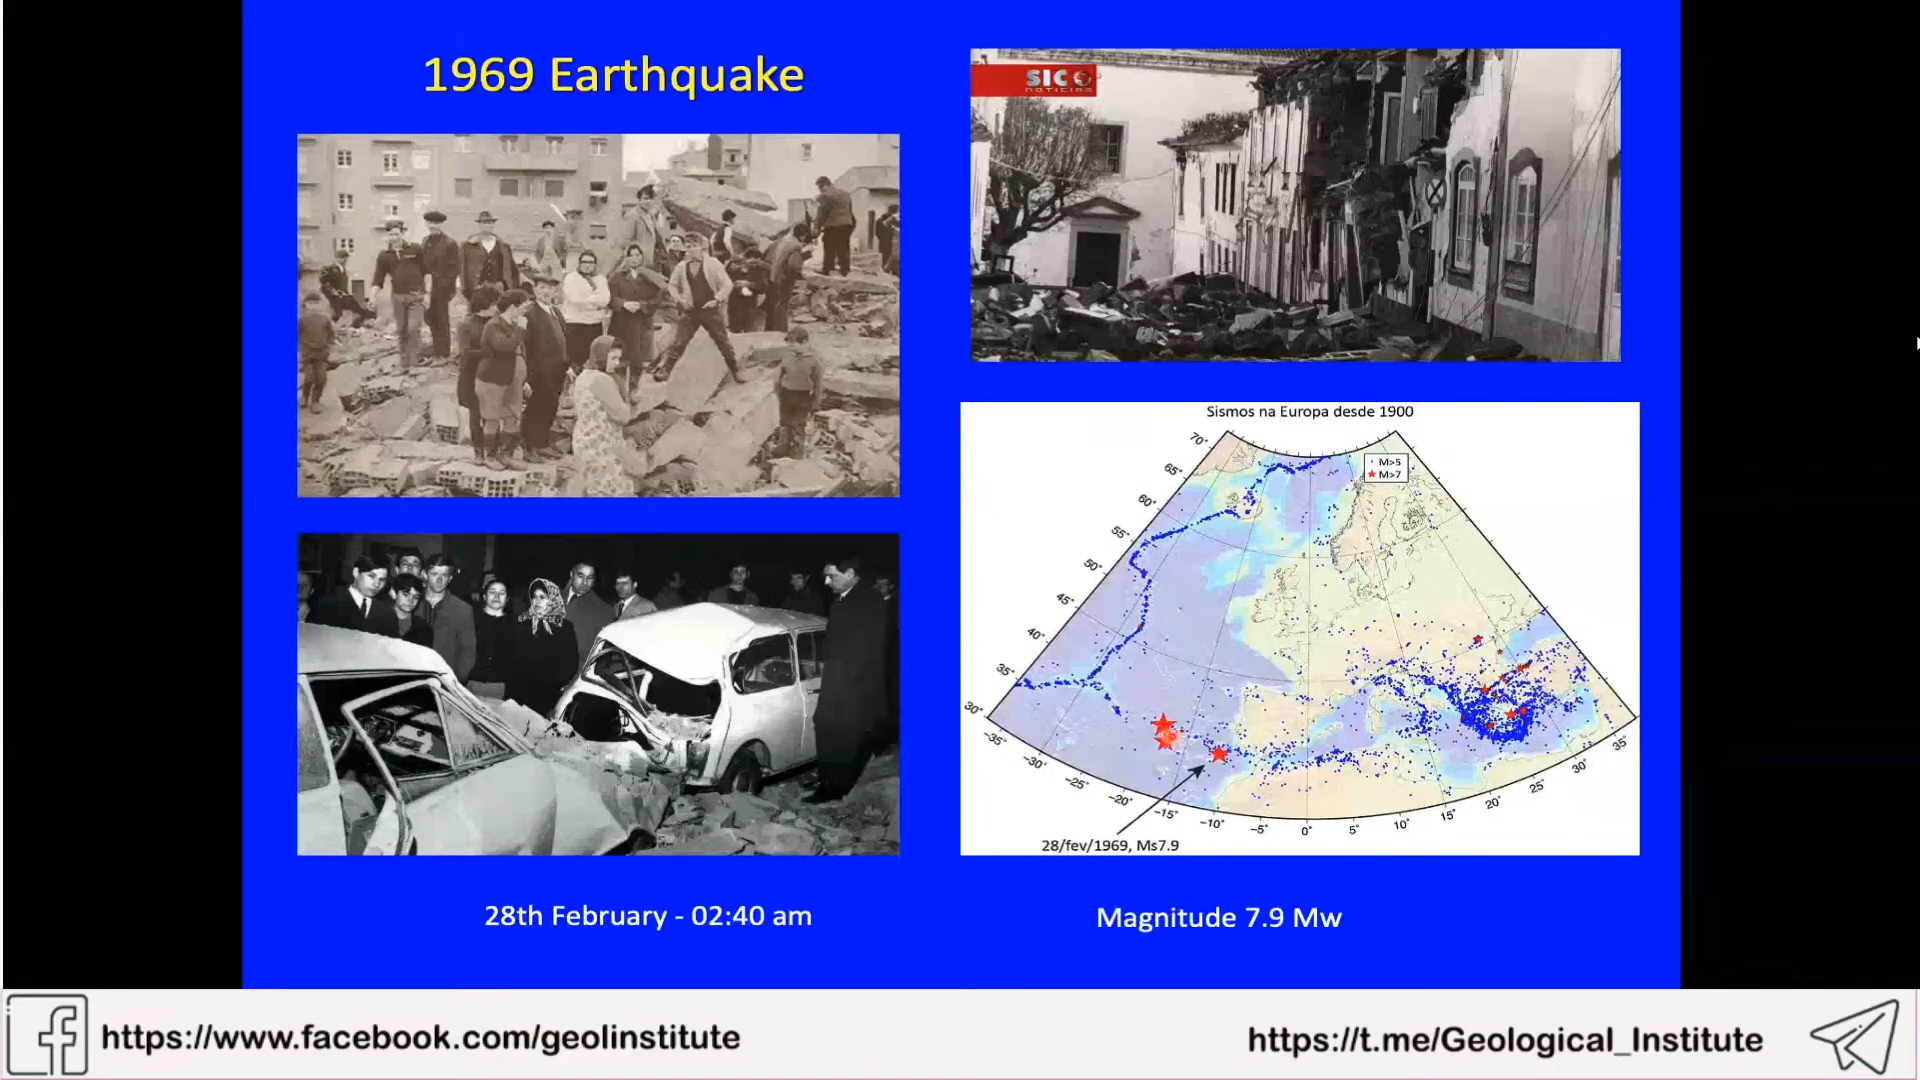 1969 Earthquake
SIC
NOTICIAS
Sismos na Europa desde 1900
M>5
M>7
70°
65°
60°
55°
50°
45°
40°
35°
30°
−35°
−30°
−25°
−20°
−15°
−10°
−5°
0°
5°
10°
15°
20°
25°
30°
35°
28/fev/1969, Ms7.9
28th February - 02:40 am
Magnitude 7.9 Mw
https://www.facebook.com/geolinstitute
https://t.me/Geological_Institute